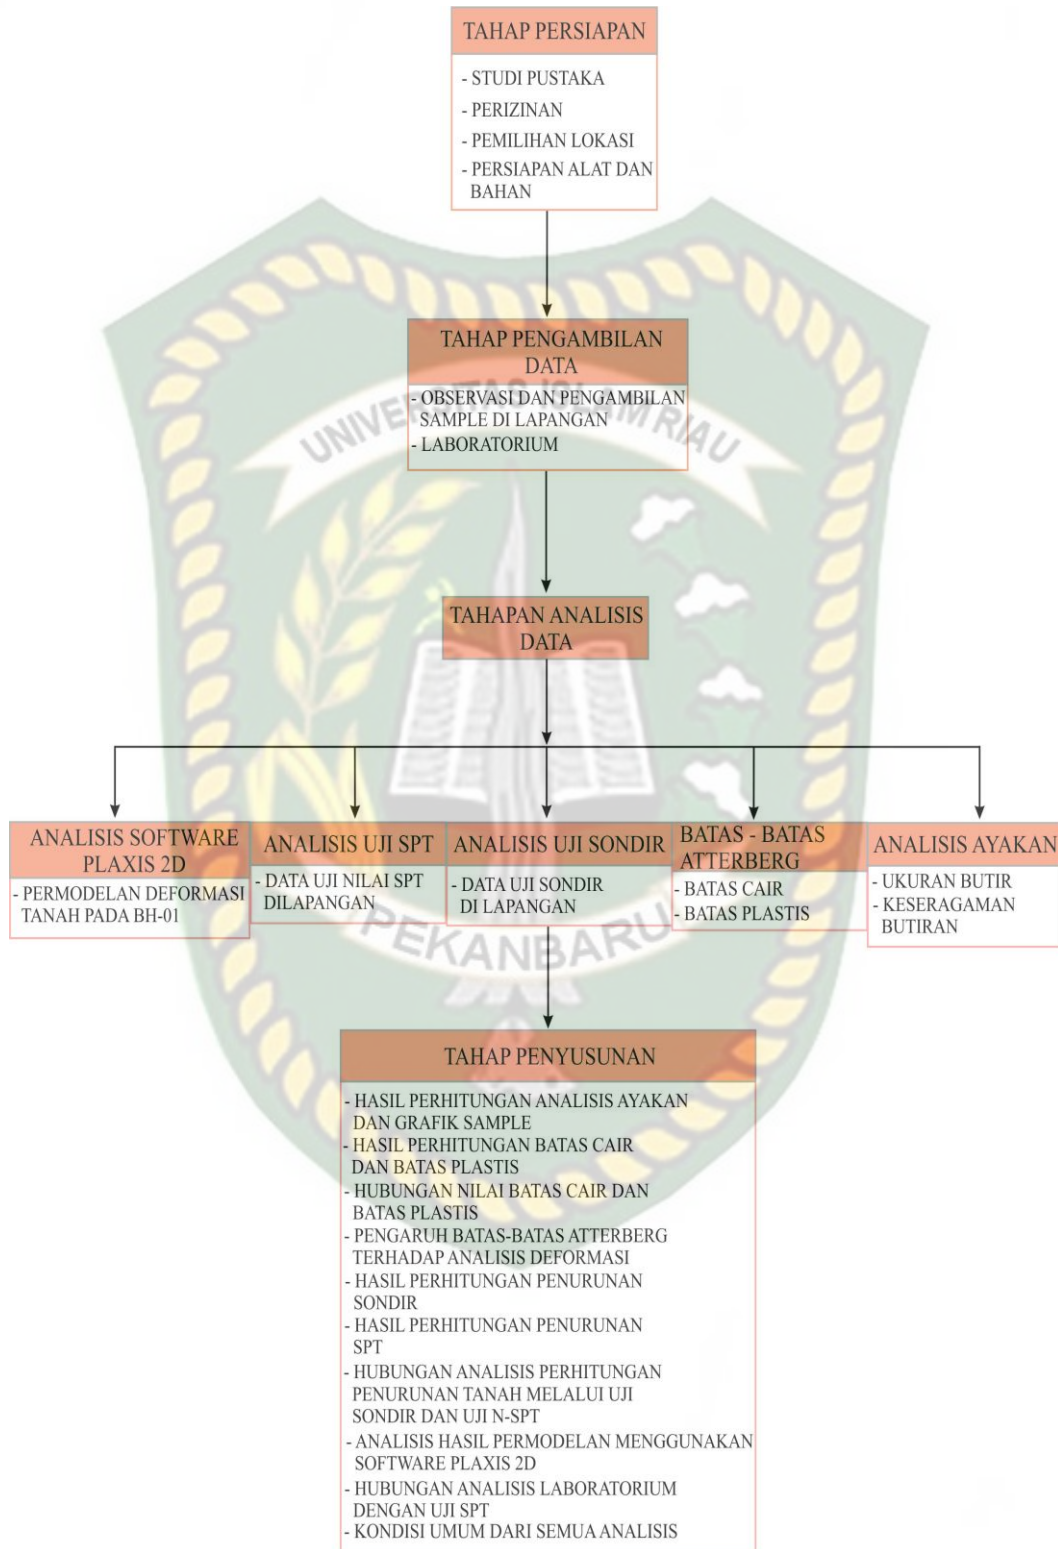 TAHAP PERSIAPAN
- STUDI PUSTAKA
- PERIZINAN
- PEMILIHAN LOKASI
- PERSIAPAN ALAT DAN
BAHAN
TAHAP PENGAMBILAN
DATA
- OBSERVASI DAN PENGAMBILAN
SAMPLE DI LAPANGAN
- LABORATORIUM
UNIVERSITAS ISLAM RIAU
TAHAPAN ANALISIS
DATA
ANALISIS SOFTWARE
PLAXIS 2D
- PERMODELAN DEFORMASI
TANAH PADA BH-01
ANALISIS UJI SPT
- DATA UJI NILAI SPT
DILAPANGAN
ANALISIS UJI SONDIR
- DATA UJI SONDIR
DI LAPANGAN
BATAS - BATAS
ATTERBERG
- BATAS CAIR
- BATAS PLASTIS
ANALISIS AYAKAN
- UKURAN BUTIR
- KESERAGAMAN
BUTIRAN
PEKANBARU
TAHAP PENYUSUNAN
- HASIL PERHITUNGAN ANALISIS AYAKAN
DAN GRAFIK SAMPLE
- HASIL PERHITUNGAN BATAS CAIR
DAN BATAS PLASTIS
- HUBUNGAN NILAI BATAS CAIR DAN
BATAS PLASTIS
- PENGARUH BATAS-BATAS ATTERBERG
TERHADAP ANALISIS DEFORMASI
- HASIL PERHITUNGAN PENURUNAN
SONDIR
- HASIL PERHITUNGAN PENURUNAN
SPT
- HUBUNGAN ANALISIS PERHITUNGAN
PENURUNAN TANAH MELALUI UJI
SONDIR DAN UJI N-SPT
- ANALISIS HASIL PERMODELAN MENGGUNAKAN
SOFTWARE PLAXIS 2D
- HUBUNGAN ANALISIS LABORATORIUM
DENGAN UJI SPT
- KONDISI UMUM DARI SEMUA ANALISIS